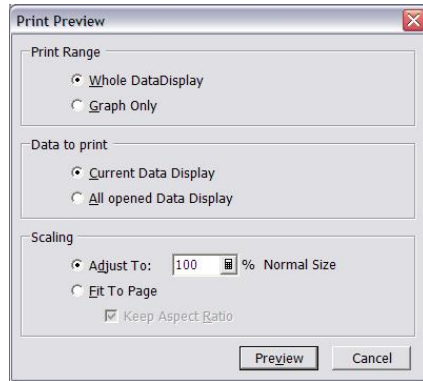 Print Preview
Print Range
Whole DataDisplay
Graph Only
Data to print
Current Data Display
All opened Data Display
Scaling
Adjust To: 100 % Normal Size
Fit To Page
Keep Aspect Ratio
Preview Cancel